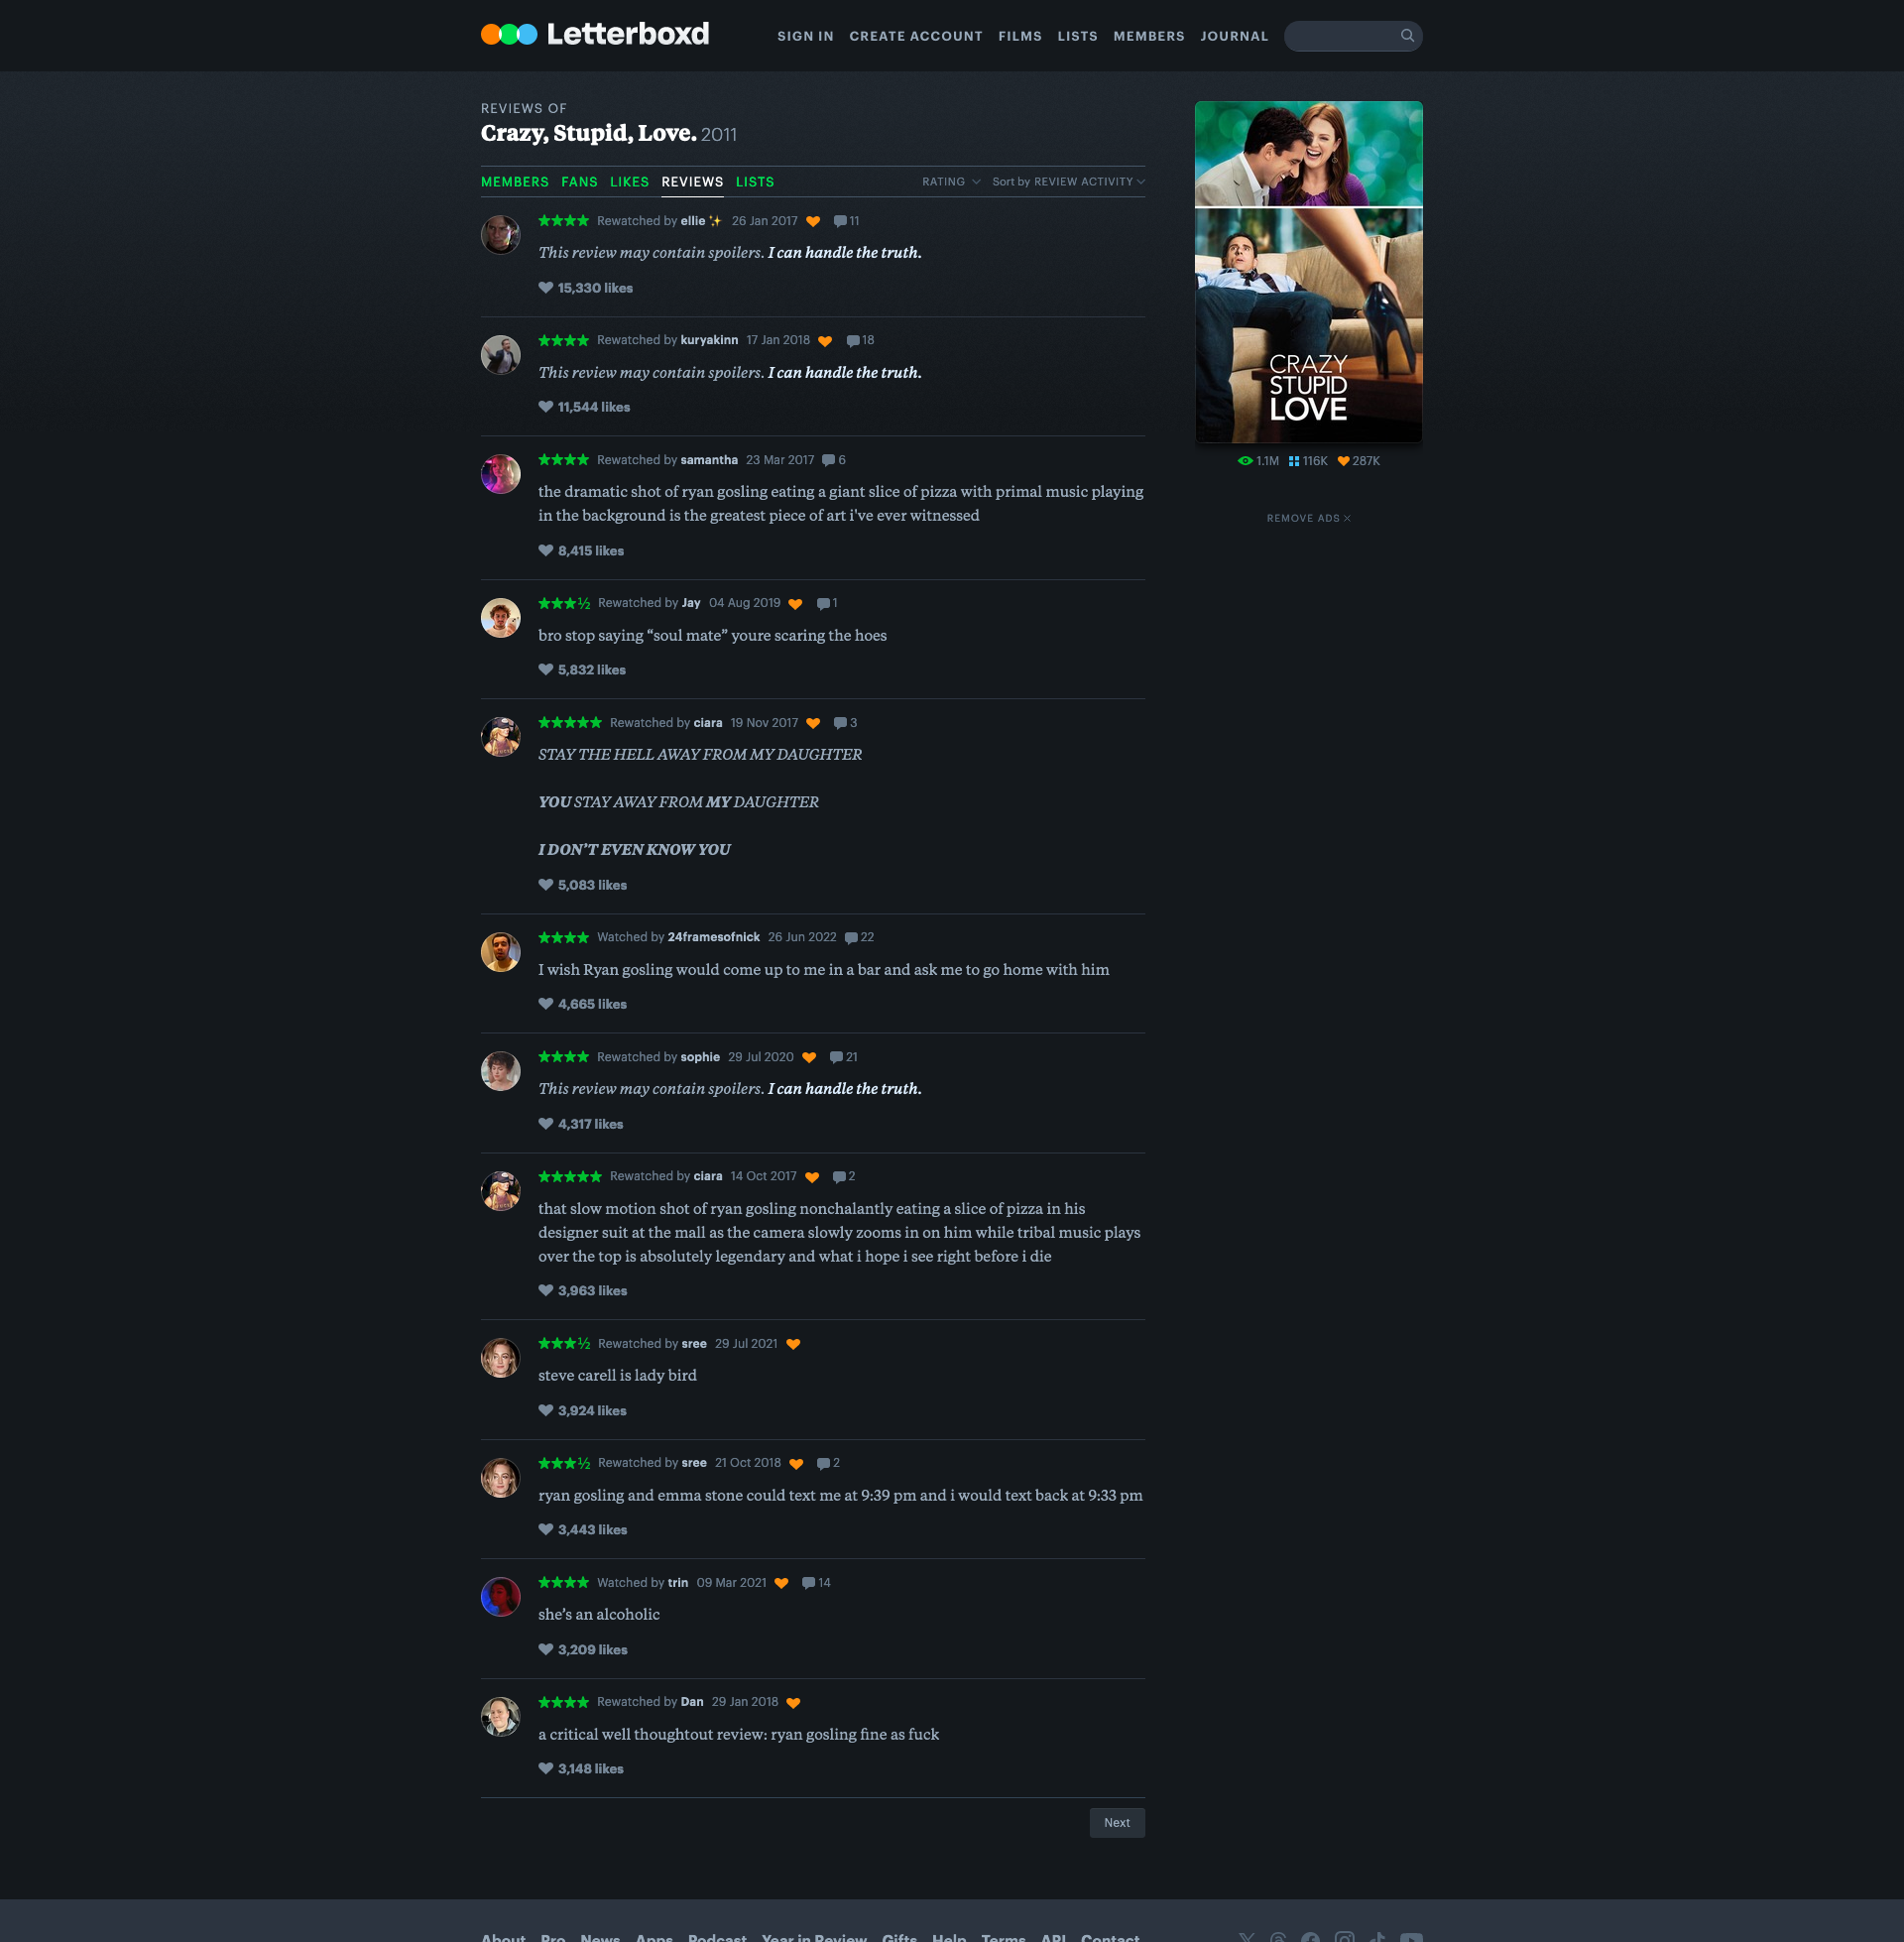 Letterboxd
SIGN IN CREATE ACCOUNT FILMS LISTS MEMBERS JOURNAL
REVIEWS OF
Crazy, Stupid, Love. 2011
MEMBERS FANS LIKES REVIEWS LISTS RATING Sort by REVIEW ACTIVITY
★★★★ Rewatched by ellie✨ 26 Jan 2017 11
This review may contain spoilers. I can handle the truth.
15,330 likes
★★★★ Rewatched by kuryakinn 17 Jan 2018 18
This review may contain spoilers. I can handle the truth.
11,544 likes
★★★★ Rewatched by samantha 23 Mar 2017 6
the dramatic shot of ryan gosling eating a giant slice of pizza with primal music playing
in the background is the greatest piece of art i've ever witnessed
8,415 likes
★★★½ Rewatched by Jay 04 Aug 2019 1
bro stop saying “soul mate” youre scaring the hoes
5,832 likes
★★★★★ Rewatched by ciara 19 Nov 2017 3
STAY THE HELL AWAY FROM MY DAUGHTER
YOU STAY AWAY FROM MY DAUGHTER
I DON’T EVEN KNOW YOU
5,083 likes
★★★★ Watched by 24framesofnick 26 Jun 2022 22
I wish Ryan gosling would come up to me in a bar and ask me to go home with him
4,665 likes
★★★★ Rewatched by sophie 29 Jul 2020 21
This review may contain spoilers. I can handle the truth.
4,317 likes
★★★★★ Rewatched by ciara 14 Oct 2017 2
that slow motion shot of ryan gosling nonchalantly eating a slice of pizza in his
designer suit at the mall as the camera slowly zooms in on him while tribal music plays
over the top is absolutely legendary and what i hope i see right before i die
3,963 likes
★★★½ Rewatched by sree 29 Jul 2021
steve carell is lady bird
3,924 likes
★★★½ Rewatched by sree 21 Oct 2018 2
ryan gosling and emma stone could text me at 9:39 pm and i would text back at 9:33 pm
3,443 likes
★★★★ Watched by trin 09 Mar 2021 14
she’s an alcoholic
3,209 likes
★★★★ Rewatched by Dan 29 Jan 2018
a critical well thoughtout review: ryan gosling fine as fuck
3,148 likes
Next
CRAZY
STUPID
LOVE
1.1M 116K 287K
REMOVE ADS
About Pro News Apps Podcast Year in Review Gifts Help Terms API Contact